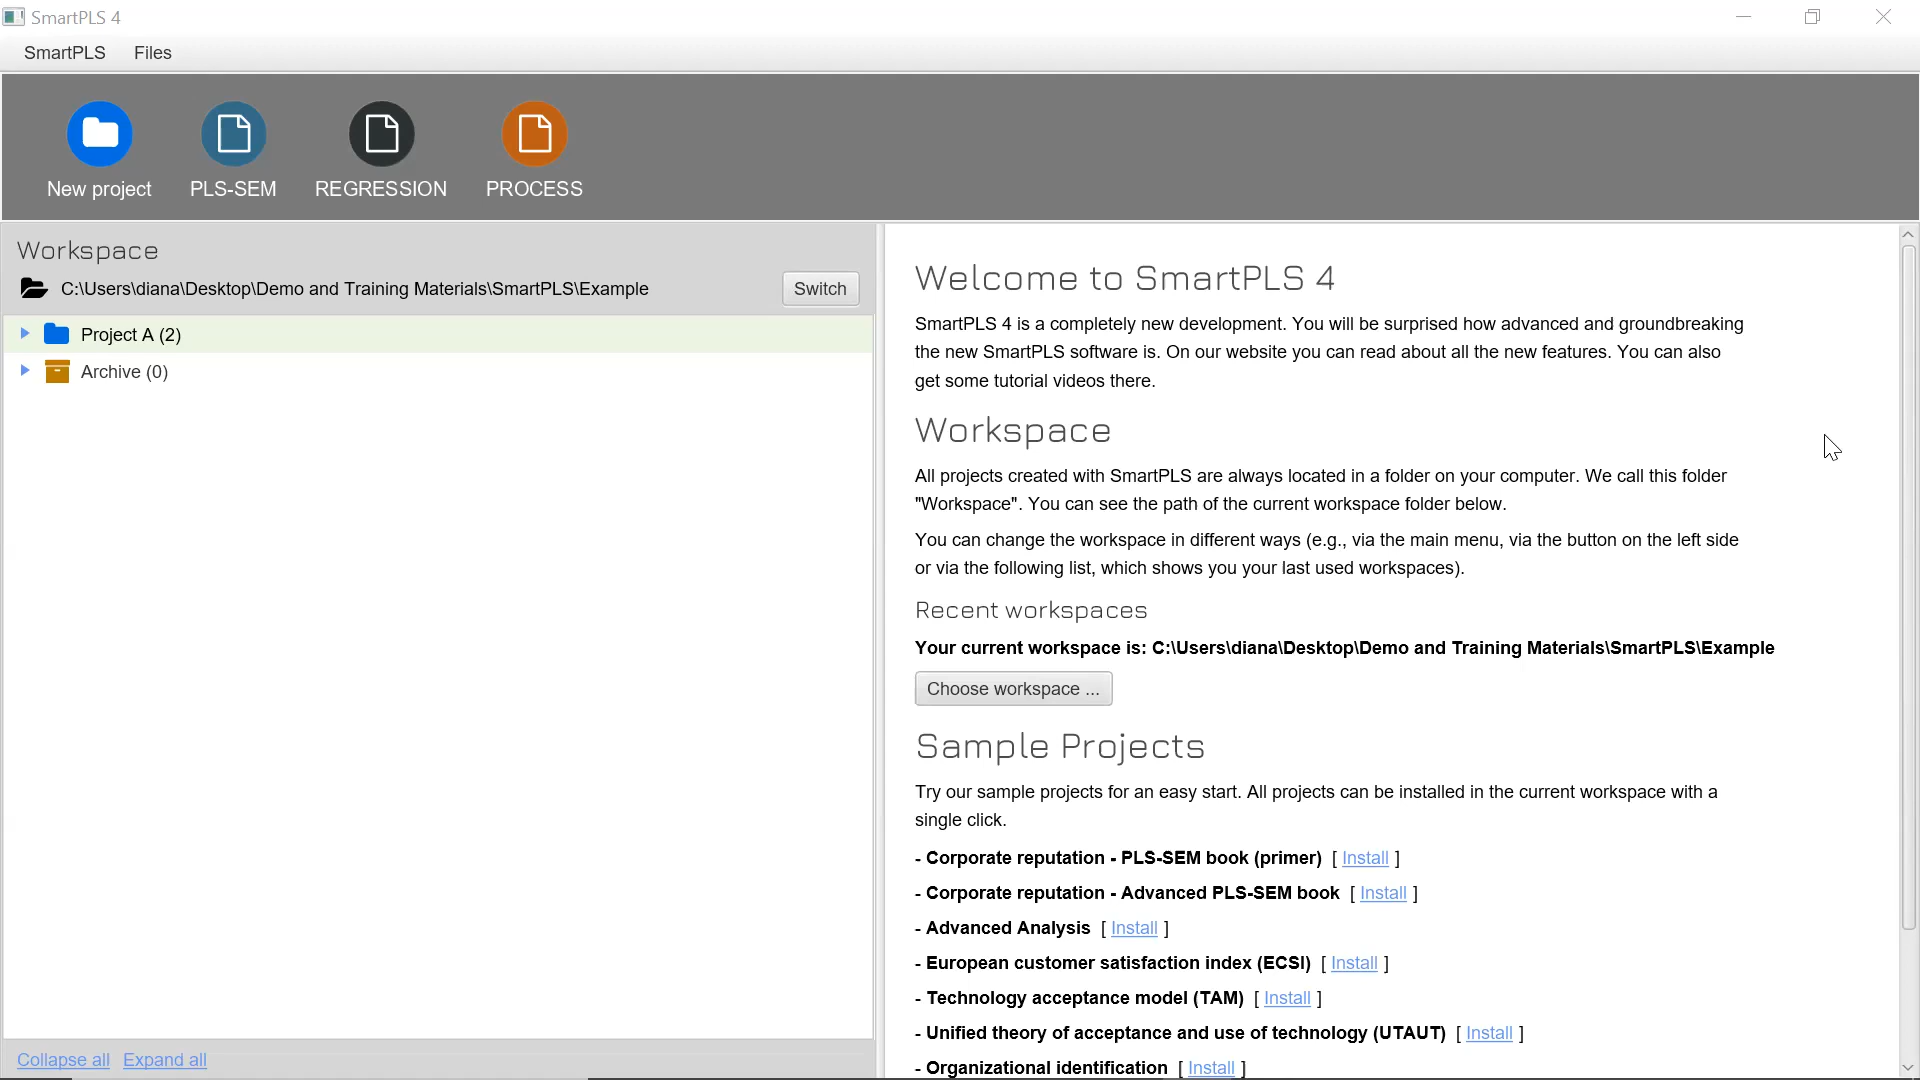 SmartPLS 4
SmartPLS Files
New project PLS-SEM REGRESSION PROCESS
Workspace
C:\Users\diana\Desktop\Demo and Training Materials\SmartPLS\Example Switch
Project A (2)
Archive (0)
Collapse all Expand all
Welcome to SmartPLS 4
SmartPLS 4 is a completely new development. You will be surprised how advanced and groundbreaking
the new SmartPLS software is. On our website you can read about all the new features. You can also
get some tutorial videos there.
Workspace
All projects created with SmartPLS are always located in a folder on your computer. We call this folder
"Workspace". You can see the path of the current workspace folder below.
You can change the workspace in different ways (e.g., via the main menu, via the button on the left side
or via the following list, which shows you your last used workspaces).
Recent workspaces
Your current workspace is: C:\Users\diana\Desktop\Demo and Training Materials\SmartPLS\Example
Choose workspace ...
Sample Projects
Try our sample projects for an easy start. All projects can be installed in the current workspace with a
single click.
- Corporate reputation - PLS-SEM book (primer) [ Install ]
- Corporate reputation - Advanced PLS-SEM book [ Install ]
- Advanced Analysis [ Install ]
- European customer satisfaction index (ECSI) [ Install ]
- Technology acceptance model (TAM) [ Install ]
- Unified theory of acceptance and use of technology (UTAUT) [ Install ]
- Organizational identification [ Install ]